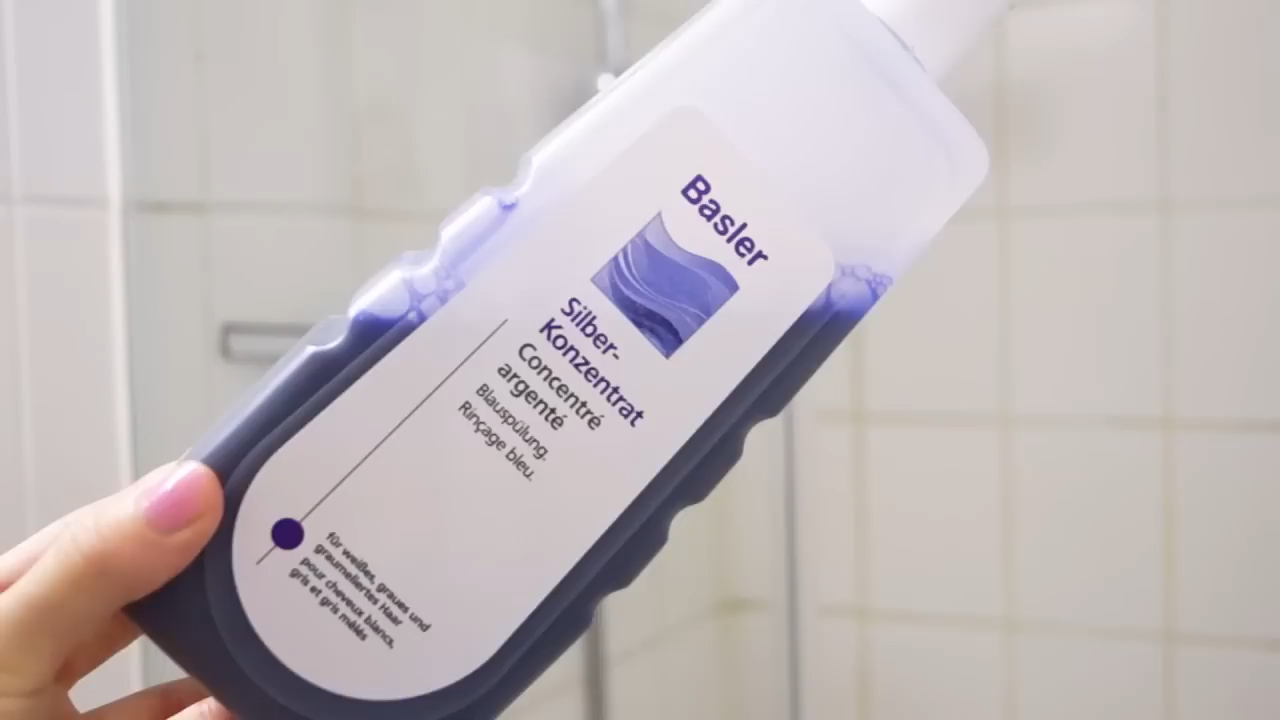 Basler
Silber-
Konzentrat
Concentré
argenté
Blauspülung.
Rinçage bleu.
für weißes, graues und
graumeliertes Haar
pour cheveux blancs,
gris et gris mêlés